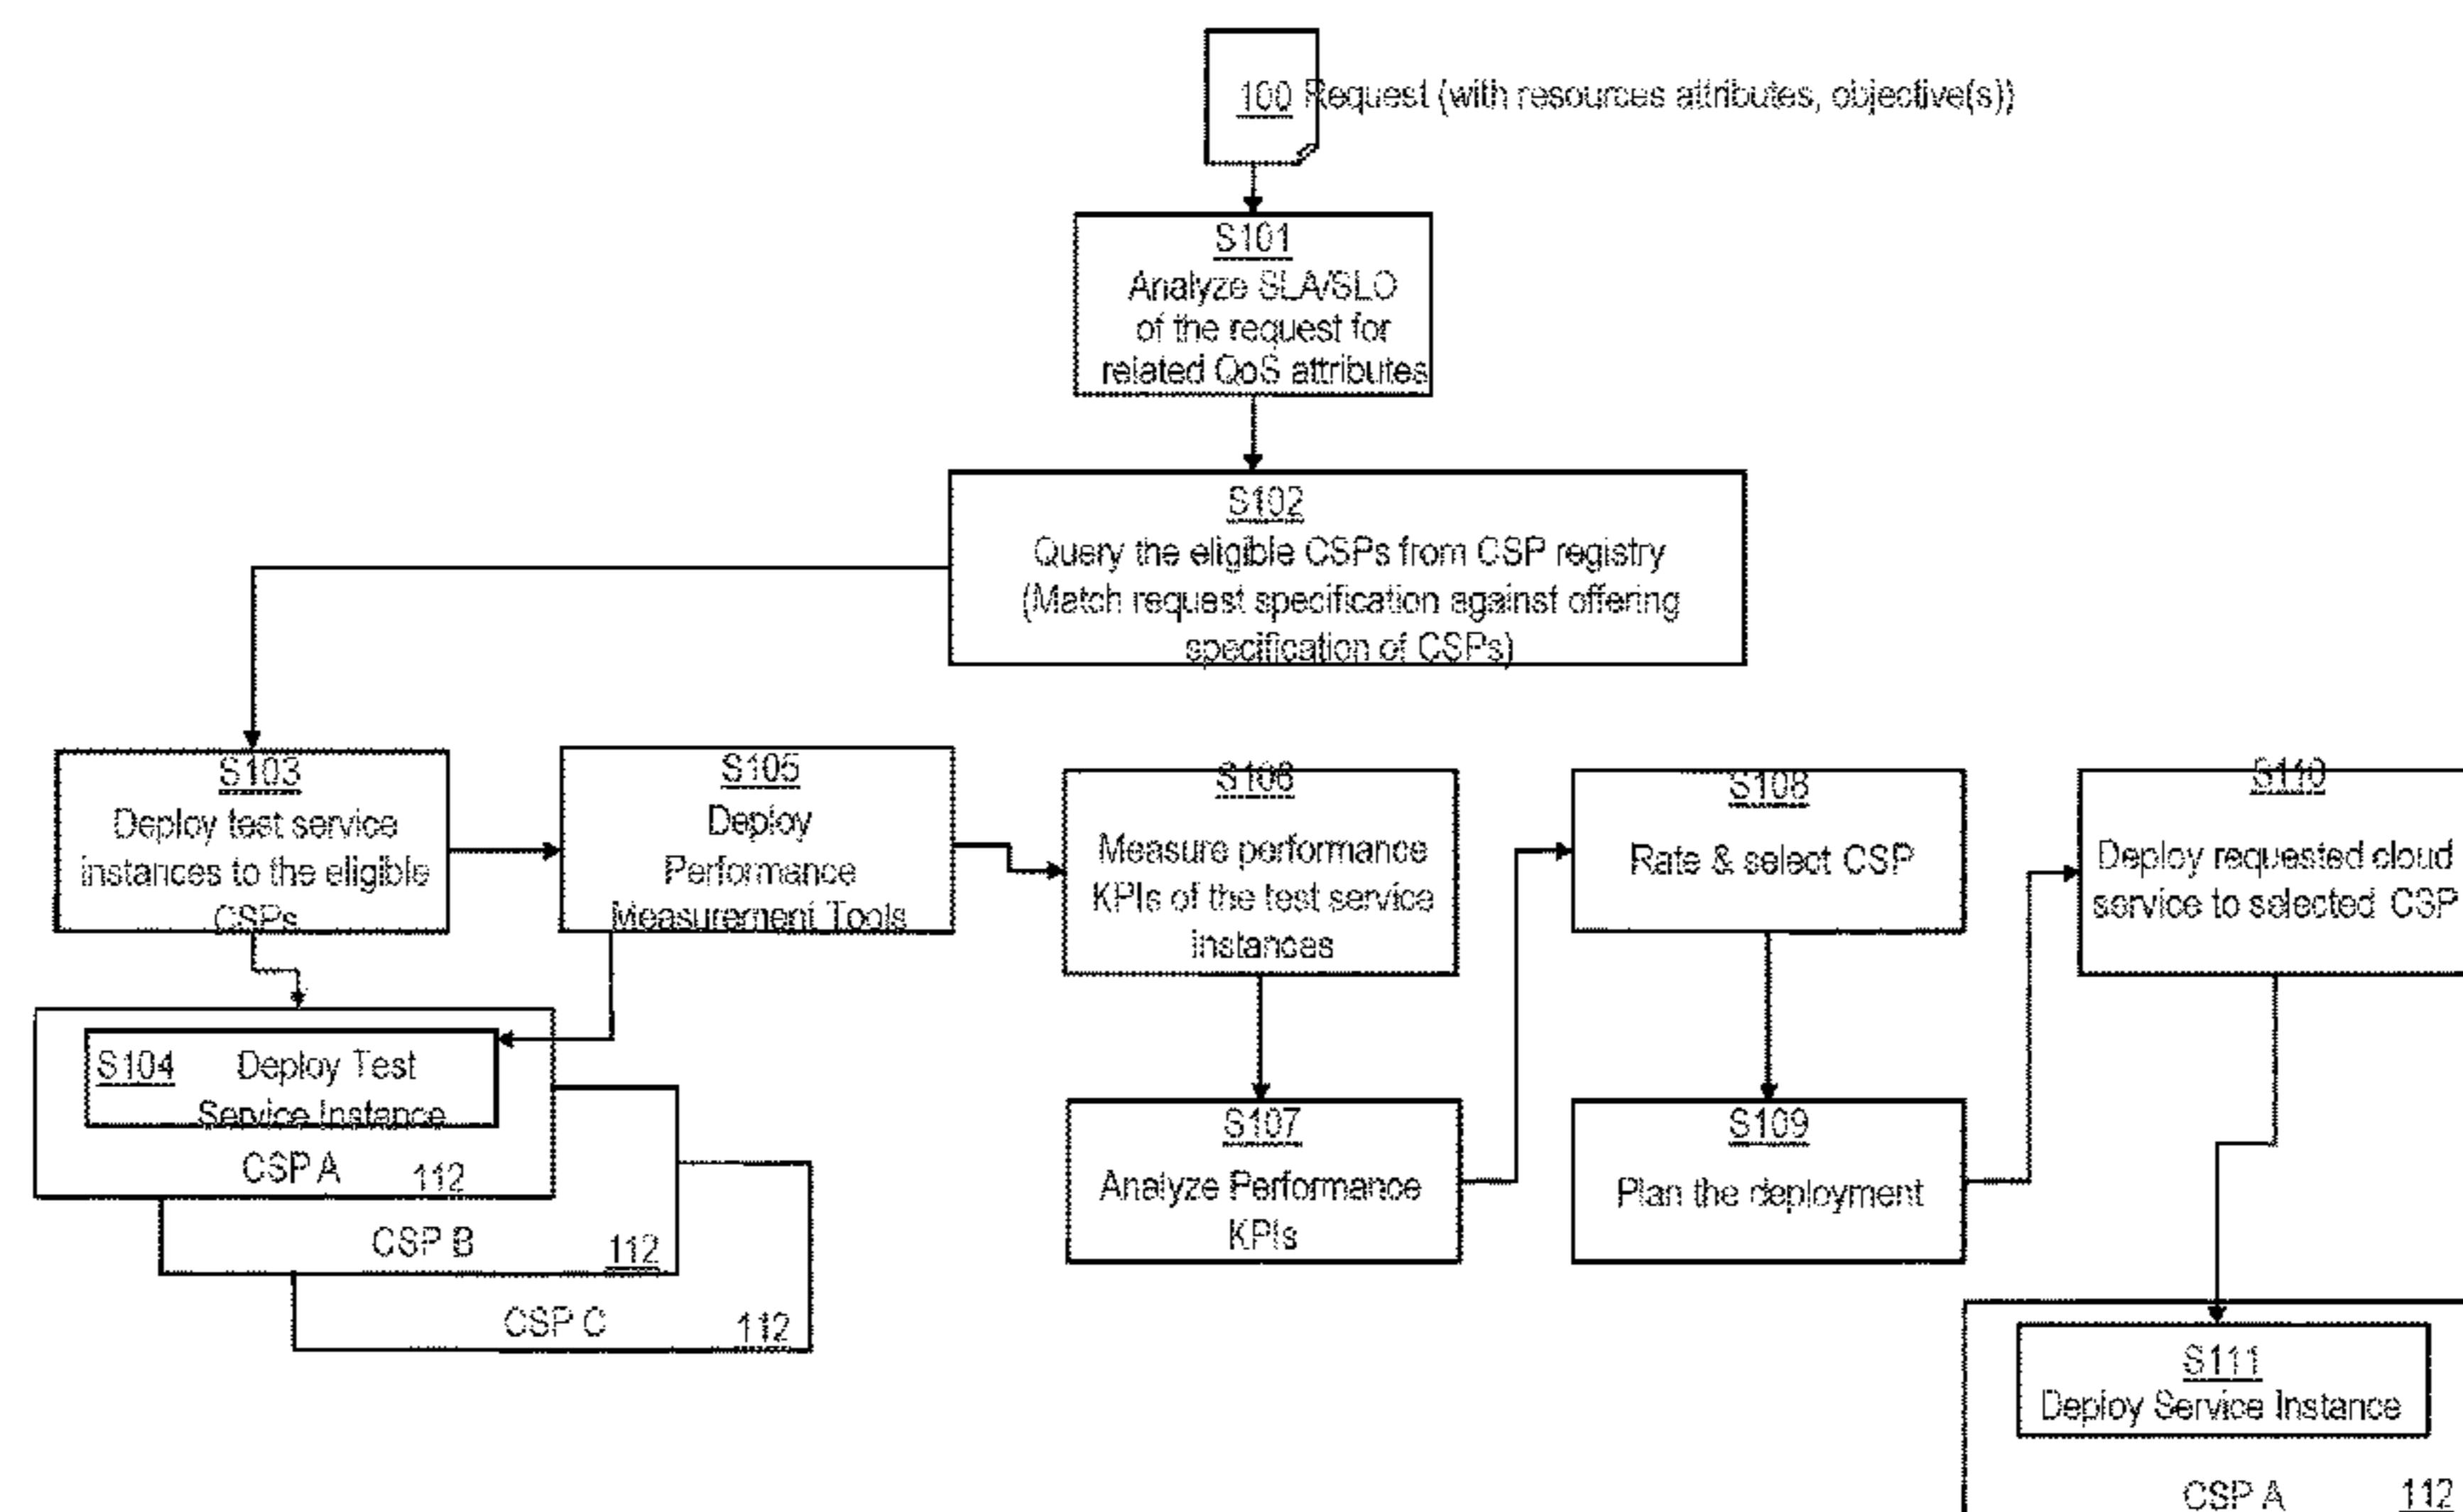 100 Request (with resources attributes, objective(s))
S101
Analyze SLA/SLO
of the request for
related QoS attributes
S102
Query the eligible CSPs from CSP registry
(Match request specification against offering
specification of CSPs)
S103
Deploy test service
instances to the eligible
CSPs
S105
Deploy
Performance
Measurement Tools
S106
Measure performance
KPIs of the test service
instances
S108
Rate & select CSP
S110
Deploy requested cloud
service to selected CSP
S104 Deploy Test
Service Instance
CSP A 112
CSP B 112
CSP C 112
S107
Analyze Performance
KPIs
S109
Plan the deployment
S111
Deploy Service Instance
CSP A 112